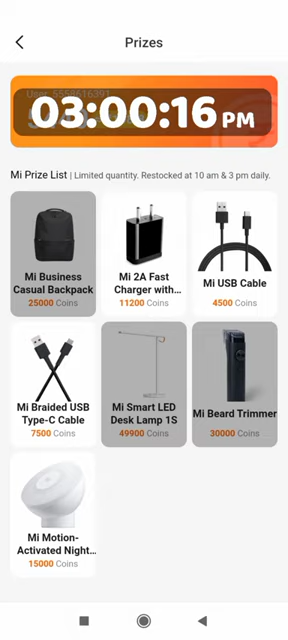 Prizes
User: 5558616391
03:00:16 PM
Mi Prize List | Limited quantity. Restocked at 10 am & 3 pm daily.
Mi Business
Casual Backpack
25000 Coins
Mi 2A Fast
Charger with...
11200 Coins
Mi USB Cable
4500 Coins
Mi Braided USB
Type-C Cable
7500 Coins
Mi Smart LED
Desk Lamp 1S
49900 Coins
Mi Beard Trimmer
30000 Coins
Mi Motion-
Activated Night...
15000 Coins